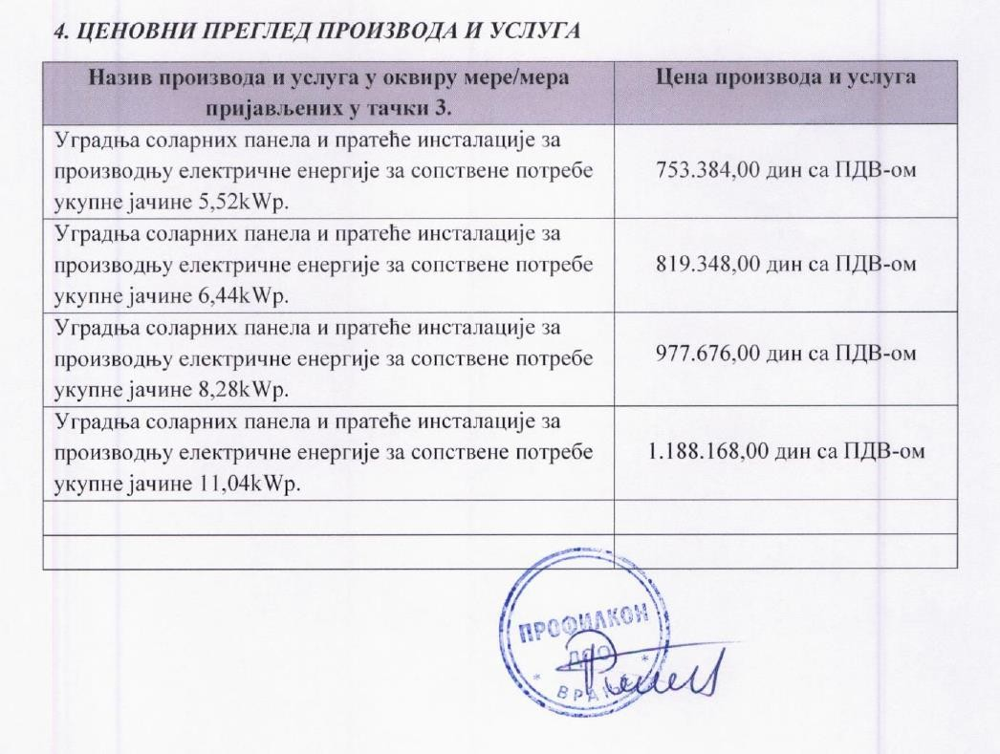 4. ЦЕНОВНИ ПРЕГЛЕД ПРОИЗВОДА И УСЛУГА
Назив производа и услуга у оквиру мере/мера
пријављених у тачки 3.
Цена производа и услуга
Уградња соларних панела и пратеће инсталације за
производњу електричне енергије за сопствене потребе
укупне јачине 5,52kWp.
753.384,00 дин са ПДВ-ом
Уградња соларних панела и пратеће инсталације за
производњу електричне енергије за сопствене потребе
укупне јачине 6,44kWp.
819.348,00 дин са ПДВ-ом
Уградња соларних панела и пратеће инсталације за
производњу електричне енергије за сопствене потребе
укупне јачине 8,28kWp.
977.676,00 дин са ПДВ-ом
Уградња соларних панела и пратеће инсталације за
производњу електричне енергије за сопствене потребе
укупне јачине 11,04kWp.
1.188.168,00 дин са ПДВ-ом
ПРОФИЛКОН
ДОО
* ВРАЊЕ *